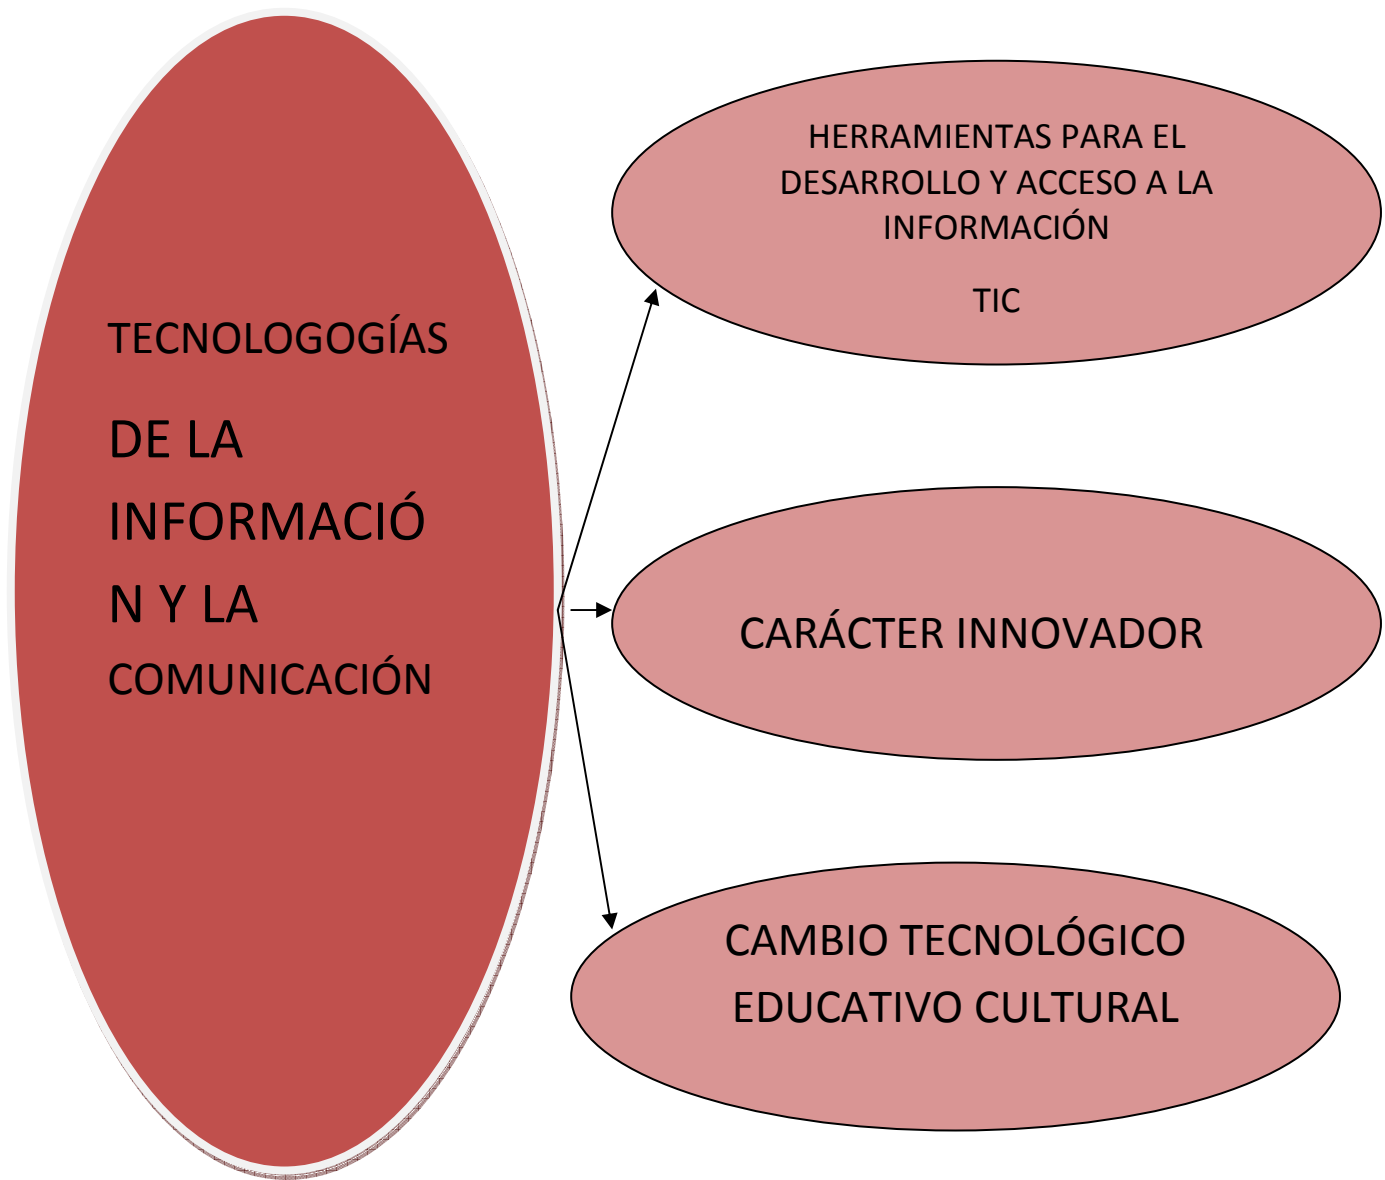 TECNOLOGOGÍAS
DE LA
INFORMACIÓ
N Y LA
COMUNICACIÓN
HERRAMIENTAS PARA EL
DESARROLLO Y ACCESO A LA
INFORMACIÓN
TIC
CARÁCTER INNOVADOR
CAMBIO TECNOLÓGICO
EDUCATIVO CULTURAL